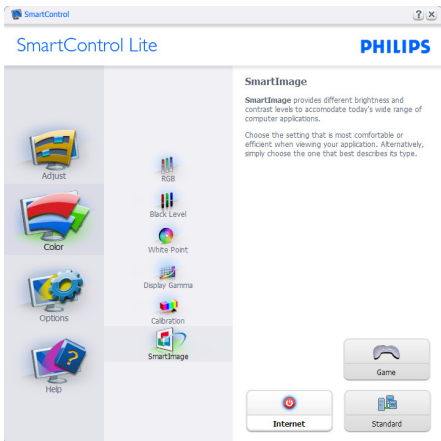 SmartControl
SmartControl Lite
PHILIPS
Adjust
Color
Options
Help
RGB
Black Level
White Point
Display Gamma
Calibration
SmartImage
SmartImage
SmartImage provides different brightness and
contrast levels to accomodate today's wide range of
computer applications.
Choose the setting that is most comfortable or
efficient when viewing your application. Alternatively,
simply choose the one that best describes its type.
Game
Internet
Standard